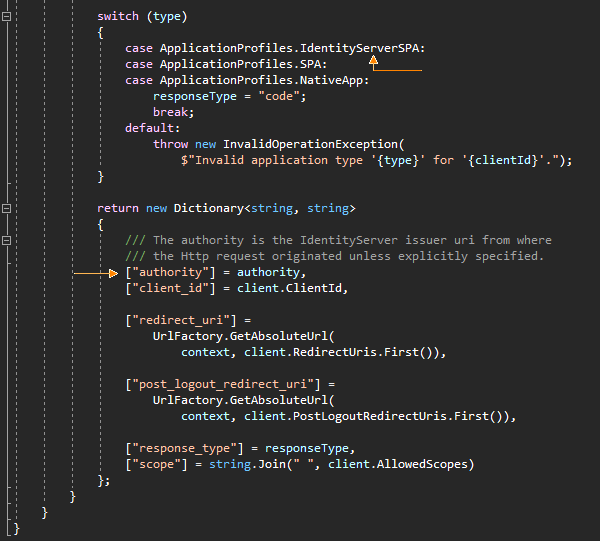 switch (type)
{
case ApplicationProfiles.IdentityServerSPA:
case ApplicationProfiles.SPA:
case ApplicationProfiles.NativeApp:
responseType = "code";
break;
default:
throw new InvalidOperationException(
$"Invalid application type '{type}' for '{clientId}'.");
}
return new Dictionary<string, string>
{
/// The authority is the IdentityServer issuer uri from where
/// the Http request originated unless explicitly specified.
["authority"] = authority,
["client_id"] = client.ClientId,
["redirect_uri"] =
UrlFactory.GetAbsoluteUrl(
context, client.RedirectUris.First()),
["post_logout_redirect_uri"] =
UrlFactory.GetAbsoluteUrl(
context, client.PostLogoutRedirectUris.First()),
["response_type"] = responseType,
["scope"] = string.Join(" ", client.AllowedScopes)
};
}
}
}